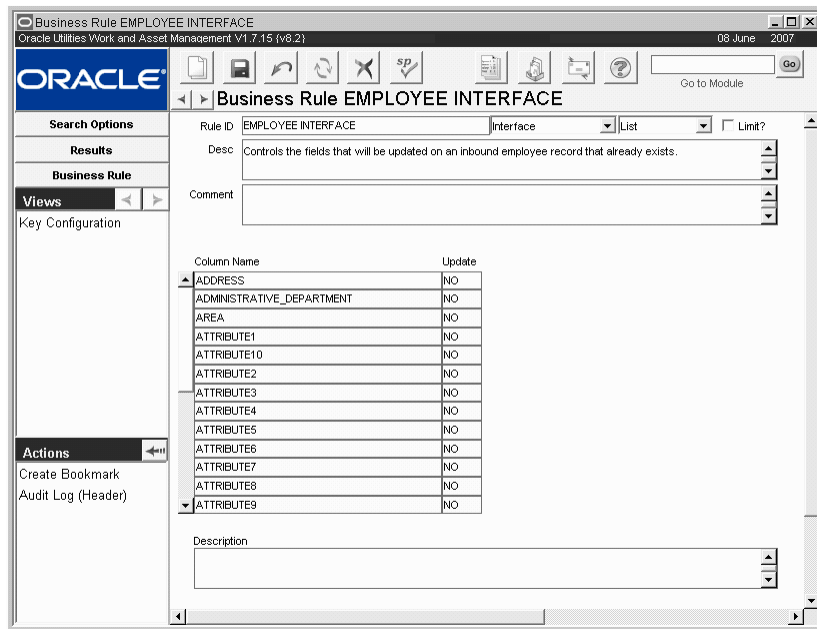 Business Rule EMPLOYEE INTERFACE
Oracle Utilities Work and Asset Management V1.7.15 {v8.2} 08 June 2007
ORACLE
sp
Go
Go to Module
Business Rule EMPLOYEE INTERFACE
Search Options
Results
Business Rule
Views
Key Configuration
Actions
Create Bookmark
Audit Log (Header)
Rule ID EMPLOYEE INTERFACE Interface List Limit?
Desc Controls the fields that will be updated on an inbound employee record that already exists.
Comment
Column Name Update
ADDRESS NO
ADMINISTRATIVE_DEPARTMENT NO
AREA NO
ATTRIBUTE1 NO
ATTRIBUTE10 NO
ATTRIBUTE2 NO
ATTRIBUTE3 NO
ATTRIBUTE4 NO
ATTRIBUTE5 NO
ATTRIBUTE6 NO
ATTRIBUTE7 NO
ATTRIBUTE8 NO
ATTRIBUTE9 NO
Description